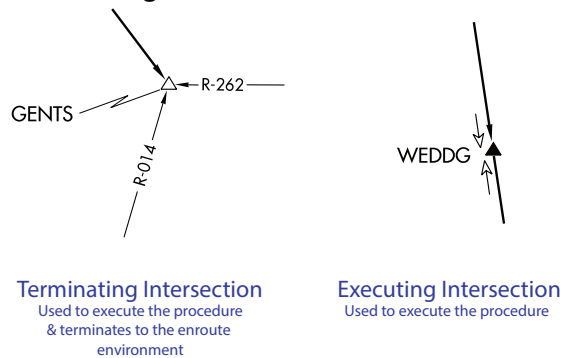 GENTS
R-262
R-014
Terminating Intersection
Used to execute the procedure
& terminates to the enroute
environment
WEDDG
Executing Intersection
Used to execute the procedure